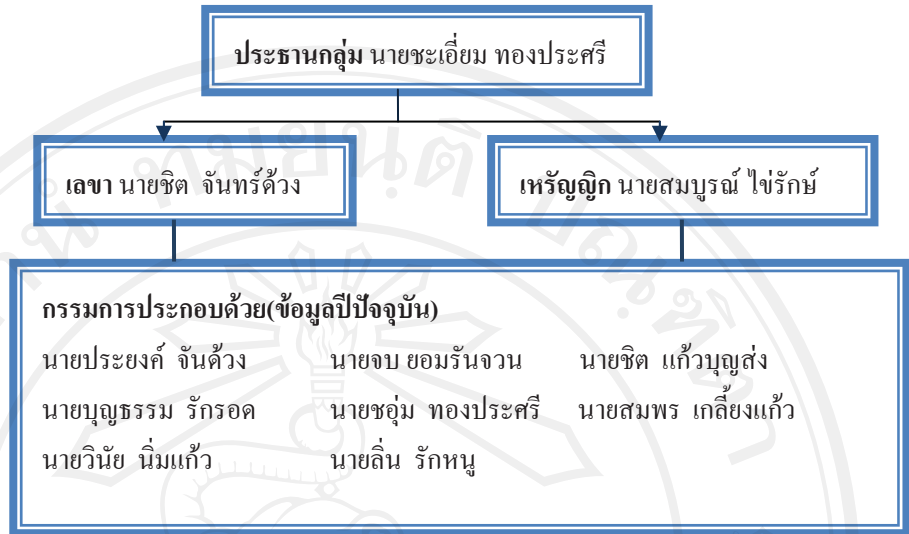 ประธานกลุ่ม นายชะเอี่ยม ทองประศรี
เลขา นายชิต จันทร์ด้วง
เหรัญญิก นายสมบูรณ์ ไข่รักษ์
กรรมการประกอบด้วย(ข้อมูลปีปัจจุบัน)
นายประยงค์ จันด้วง นายจบ ยอมรันจวน นายชิต แก้วบุญส่ง
นายบุญธรรม รักรอด นายชอุ่ม ทองประศรี นายสมพร เกลี้ยงแก้ว
นายวินัย นิ่มแก้ว นายลิ่น รักหนู